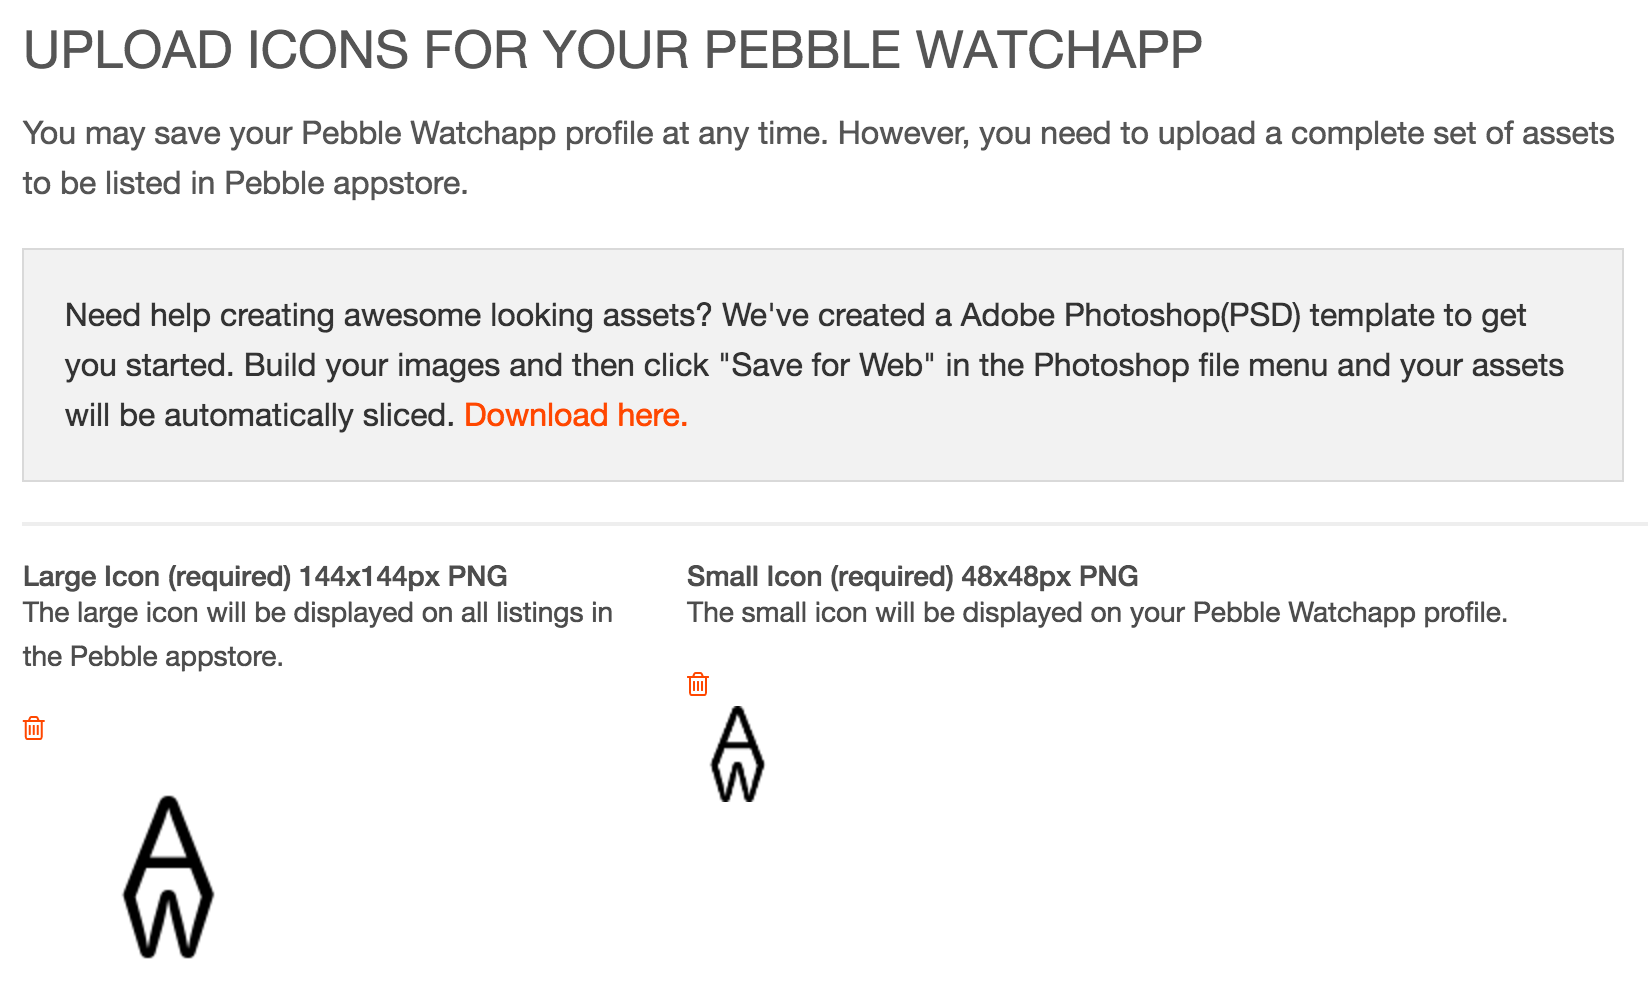 UPLOAD ICONS FOR YOUR PEBBLE WATCHAPP
You may save your Pebble Watchapp profile at any time. However, you need to upload a complete set of assets
to be listed in Pebble appstore.
Need help creating awesome looking assets? We've created a Adobe Photoshop(PSD) template to get
you started. Build your images and then click "Save for Web" in the Photoshop file menu and your assets
will be automatically sliced. Download here.
Large Icon (required) 144x144px PNG
The large icon will be displayed on all listings in
the Pebble appstore.
Small Icon (required) 48x48px PNG
The small icon will be displayed on your Pebble Watchapp profile.
A
W
A
W